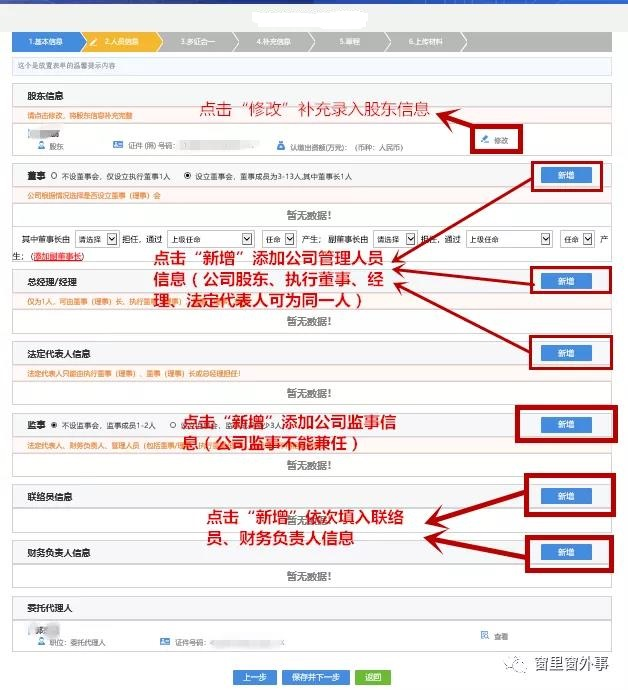 1.基本信息 2.人员信息 3.多证合一 4.补充信息 5.章程 6.上传材料
这个是放置表单的温馨提示内容
股东信息
点击“修改”补充录入股东信息
请点击修改，将股东信息补充完整
股东 证件（照）号码： 认缴出资额(万元)： （币种：人民币） 修改
董事 不设董事会，仅设立执行董事1人 设立董事会，董事成员为3-13人,其中董事长1人 新增
公司根据情况选择是否设立董事（理事）会
暂无数据！
其中董事长由 请选择 担任，通过 上级任命 任命 产生； 副董事长由 请选择 担任，通过 上级任命 任命 产
生；(添加副董事长)
点击“新增”添加公司管理人员
信息（公司股东、执行董事、经
理、法定代表人可为同一人）
总经理/经理 新增
仅为1人，可由董事（理事）长、执行董事
暂无数据！
法定代表人信息 新增
法定代表人只能由执行董事（理事）、董事（理事）长或总经理担任！
暂无数据！
监事 不设监事会，监事成员1-2人 新增
点击“新增”添加公司监事信
息（公司监事不能兼任）
法定代表人、财务负责人、管理人员（包括董事
暂无数据！
联络员信息 新增
点击“新增”依次填入联络
员、财务负责人信息
暂无数据！
财务负责人信息 新增
暂无数据！
委托代理人
职位：委托代理人 证件号码： 查看
窗里窗外事
上一步 保存并下一步 返回